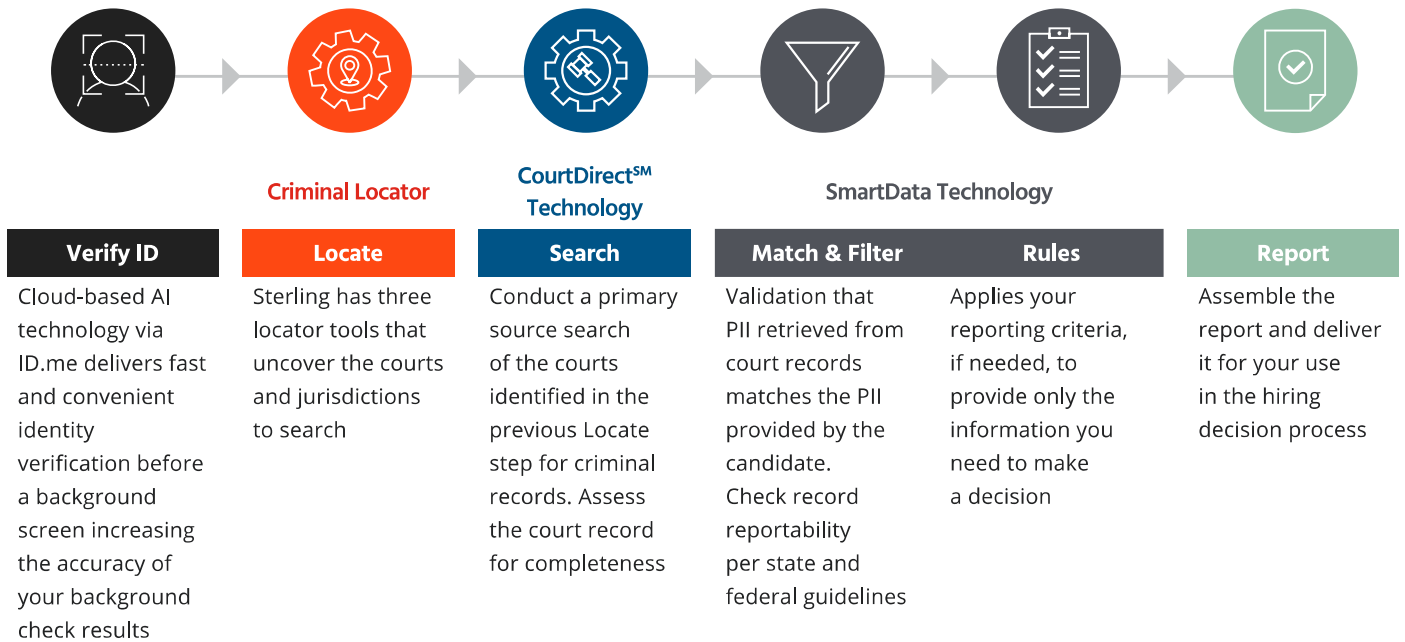 Criminal Locator
CourtDirect℠
Technology
SmartData Technology
Verify ID
Cloud-based AI
technology via
ID.me delivers fast
and convenient
identity
verification before
a background
screen increasing
the accuracy of
your background
check results
Locate
Sterling has three
locator tools that
uncover the courts
and jurisdictions
to search
Search
Conduct a primary
source search
of the courts
identified in the
previous Locate
step for criminal
records. Assess
the court record
for completeness
Match & Filter
Validation that
PII retrieved from
court records
matches the PII
provided by the
candidate.
Check record
reportability
per state and
federal guidelines
Rules
Applies your
reporting criteria,
if needed, to
provide only the
information you
need to make
a decision
Report
Assemble the
report and deliver
it for your use
in the hiring
decision process